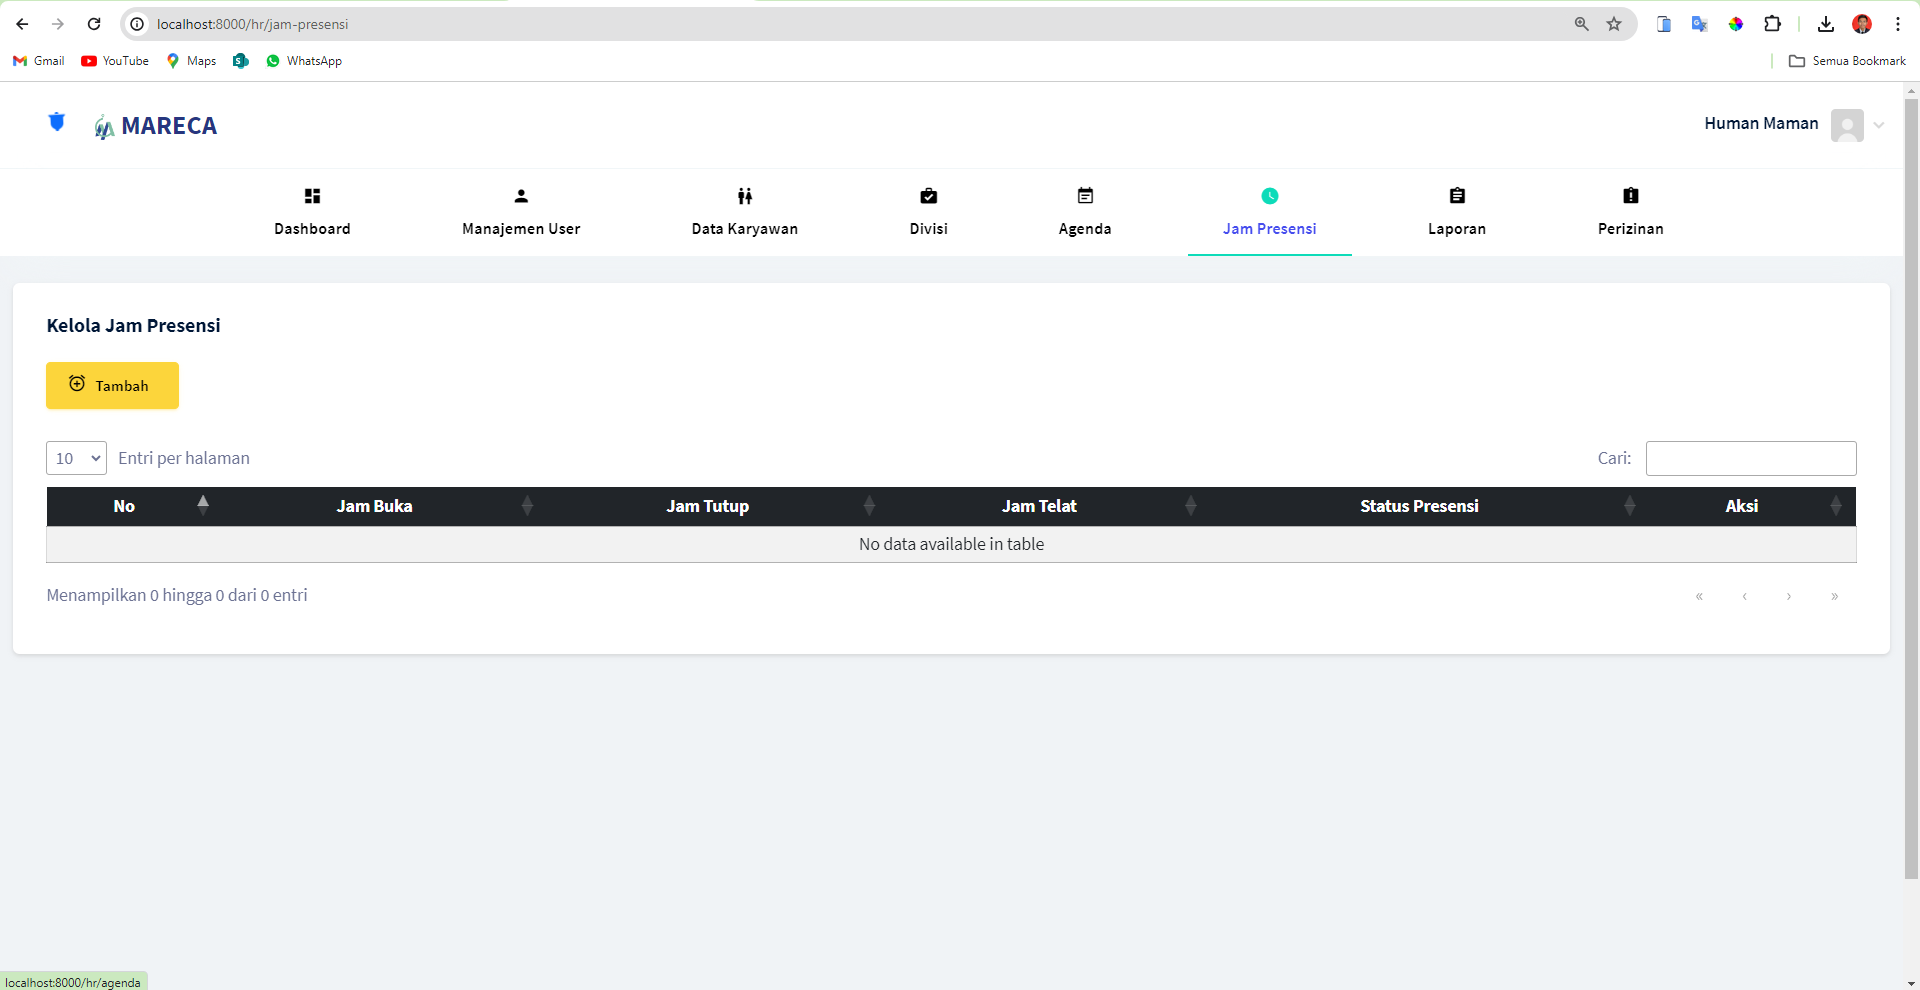 localhost:8000/hr/jam-presensi
Gmail YouTube Maps WhatsApp Semua Bookmark
MARECA Human Maman
Dashboard Manajemen User Data Karyawan Divisi Agenda Jam Presensi Laporan Perizinan
Kelola Jam Presensi
Tambah
10 Entri per halaman Cari:
No Jam Buka Jam Tutup Jam Telat Status Presensi Aksi
No data available in table
Menampilkan 0 hingga 0 dari 0 entri « ‹ › »
localhost:8000/hr/agenda